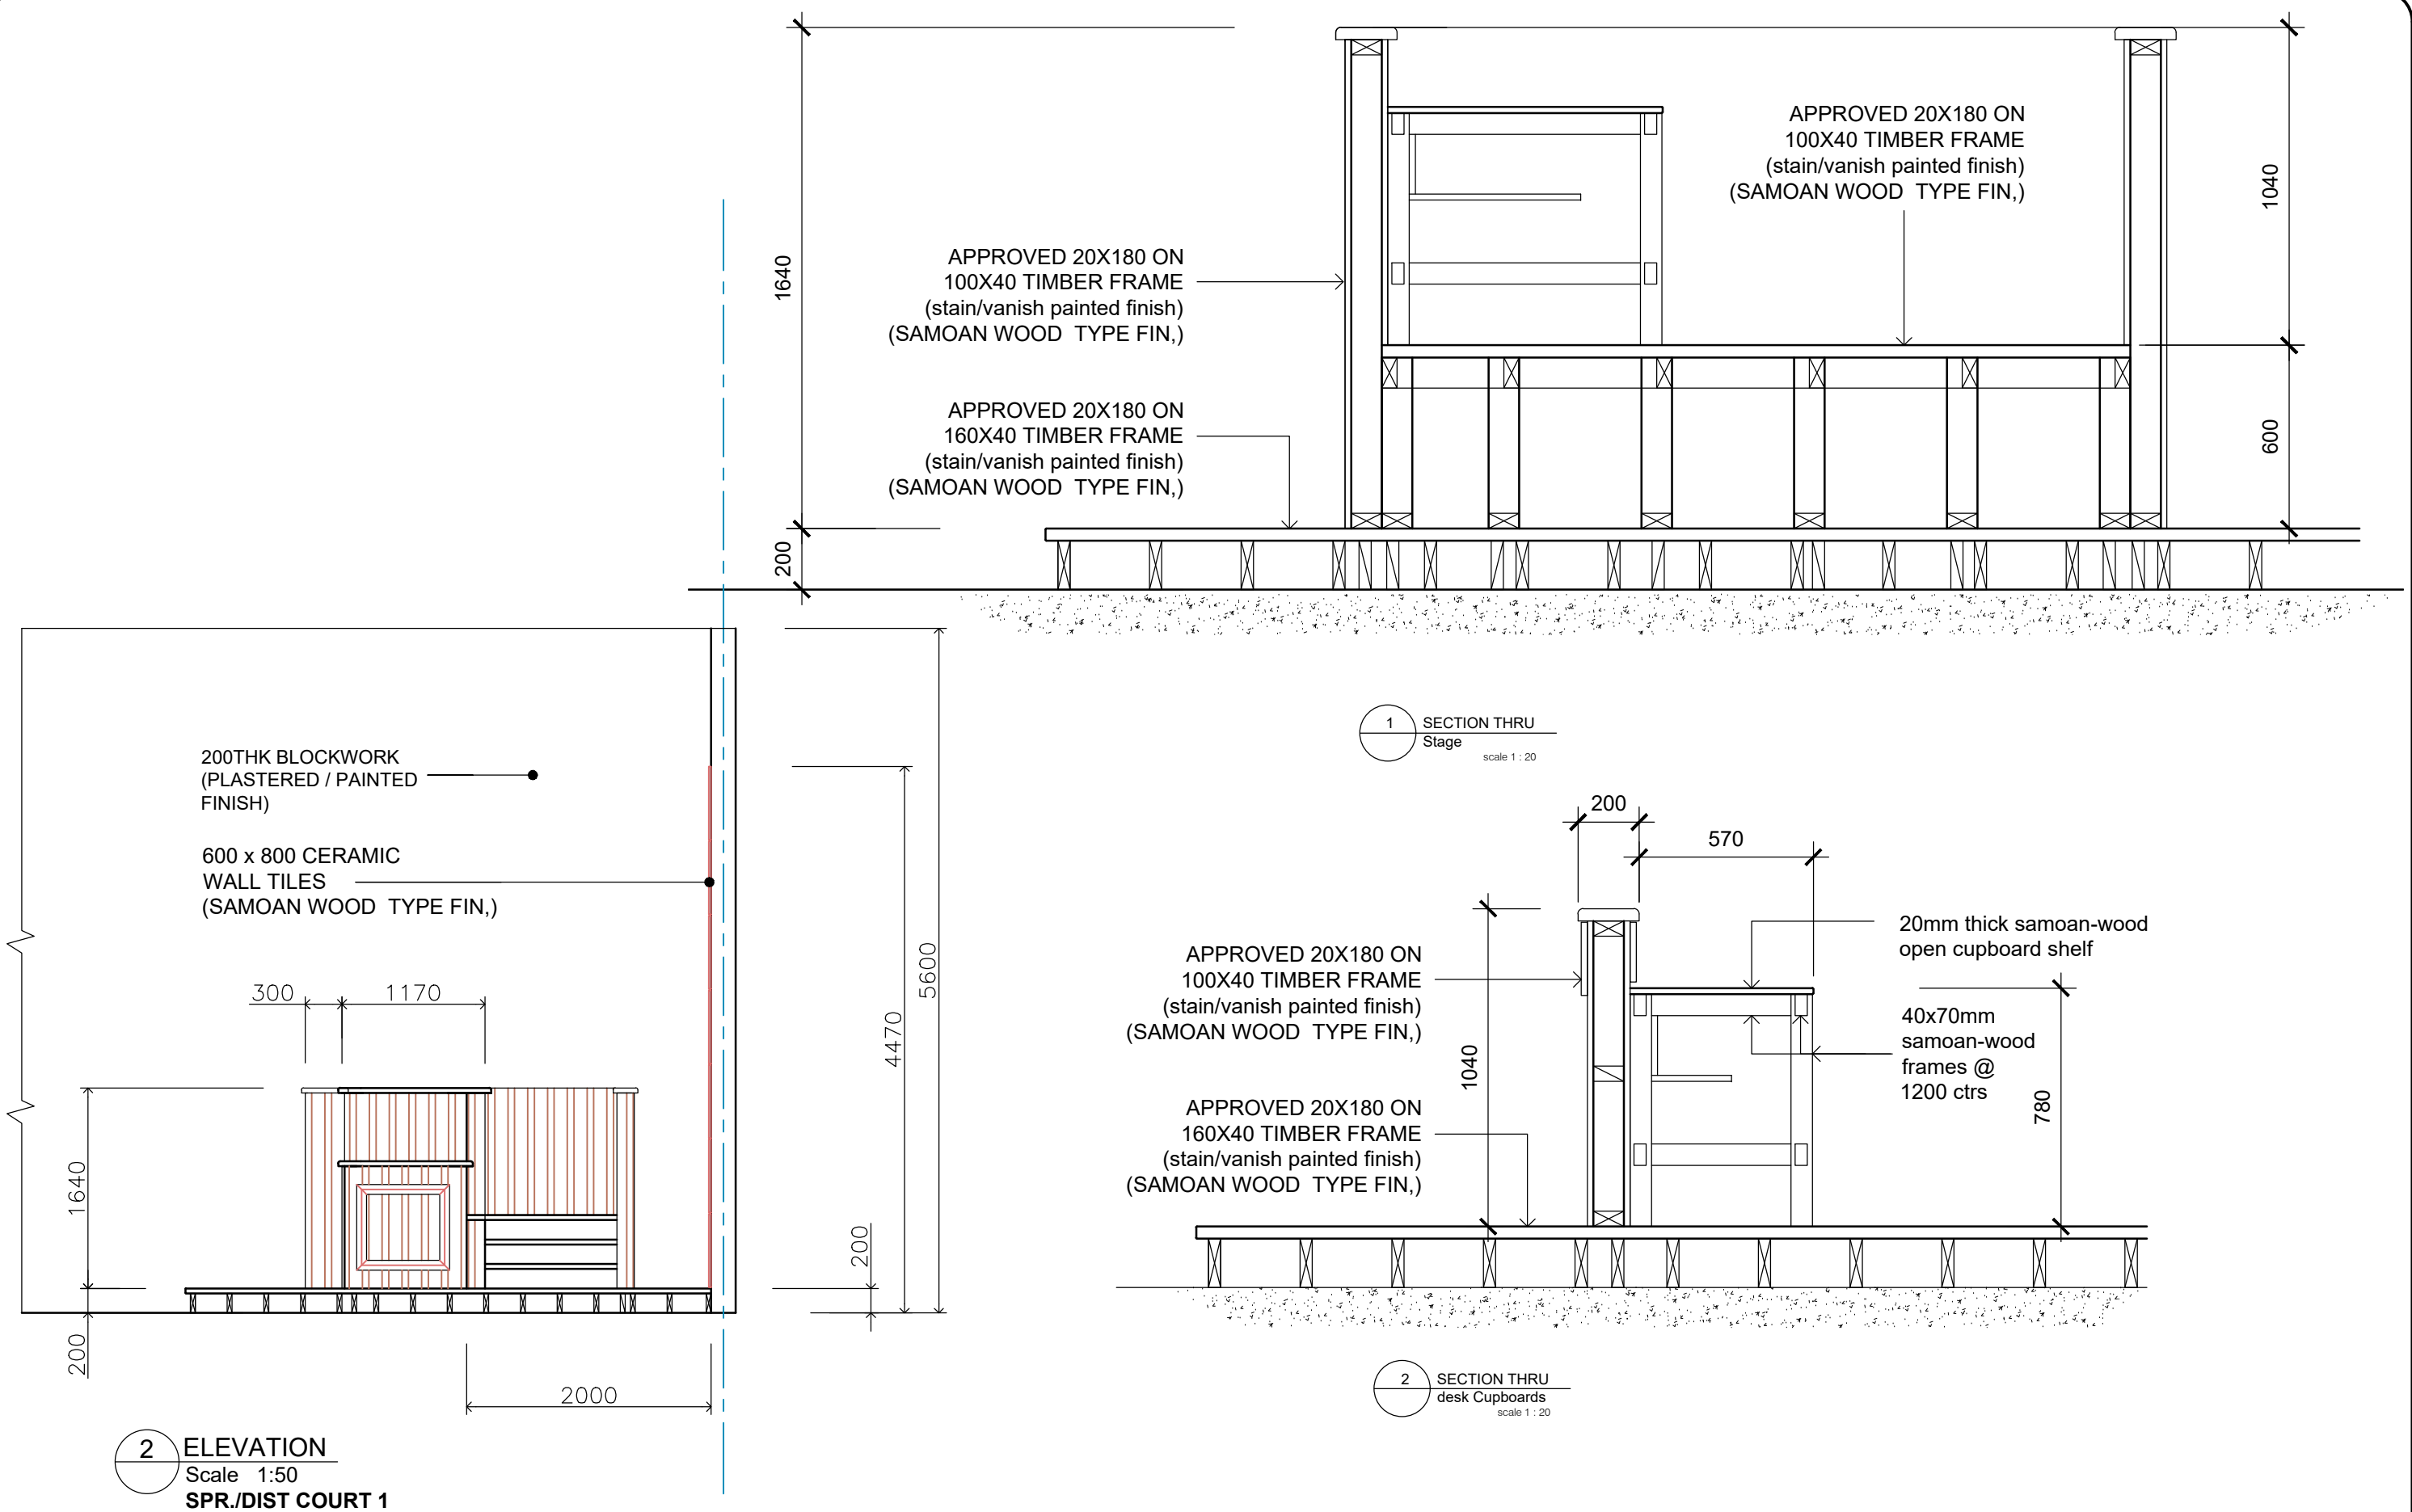 1640
200
APPROVED 20X180 ON
100X40 TIMBER FRAME
(stain/vanish painted finish)
(SAMOAN WOOD  TYPE FIN,)
APPROVED 20X180 ON
160X40 TIMBER FRAME
(stain/vanish painted finish)
(SAMOAN WOOD  TYPE FIN,)
APPROVED 20X180 ON
100X40 TIMBER FRAME
(stain/vanish painted finish)
(SAMOAN WOOD  TYPE FIN,)
1040
600
1
SECTION THRU
Stage
scale 1 : 20
200THK BLOCKWORK
(PLASTERED / PAINTED
FINISH)
600 x 800 CERAMIC
WALL TILES
(SAMOAN WOOD  TYPE FIN,)
300
1170
1640
200
2000
200
4470
5600
2
ELEVATION
Scale   1:50
SPR./DIST COURT 1
200
570
1040
780
APPROVED 20X180 ON
100X40 TIMBER FRAME
(stain/vanish painted finish)
(SAMOAN WOOD  TYPE FIN,)
APPROVED 20X180 ON
160X40 TIMBER FRAME
(stain/vanish painted finish)
(SAMOAN WOOD  TYPE FIN,)
20mm thick samoan-wood
open cupboard shelf
40x70mm
samoan-wood
frames @
1200 ctrs
2
SECTION THRU
desk Cupboards
scale 1 : 20